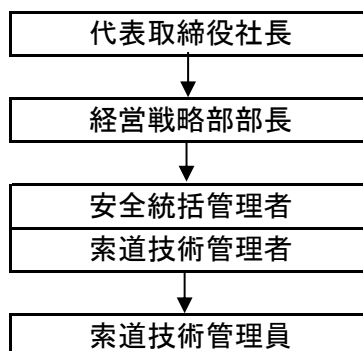 代表取締役社長
経営戦略部部長
安全統括管理者
索道技術管理者
索道技術管理員